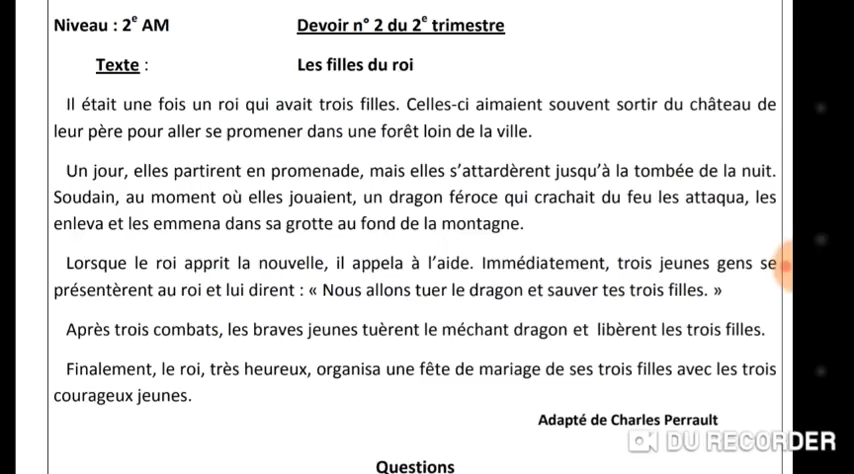 Niveau : 2e AM Devoir n° 2 du 2e trimestre
Texte : Les filles du roi
Il était une fois un roi qui avait trois filles. Celles-ci aimaient souvent sortir du château de
leur père pour aller se promener dans une forêt loin de la ville.
Un jour, elles partirent en promenade, mais elles s'attardèrent jusqu'à la tombée de la nuit.
Soudain, au moment où elles jouaient, un dragon féroce qui crachait du feu les attaqua, les
enleva et les emmena dans sa grotte au fond de la montagne.
Lorsque le roi apprit la nouvelle, il appela à l'aide. Immédiatement, trois jeunes gens se
présentèrent au roi et lui dirent : « Nous allons tuer le dragon et sauver tes trois filles. »
Après trois combats, les braves jeunes tuèrent le méchant dragon et libèrent les trois filles.
Finalement, le roi, très heureux, organisa une fête de mariage de ses trois filles avec les trois
courageux jeunes.
Adapté de Charles Perrault
DU RECORDER
Questions